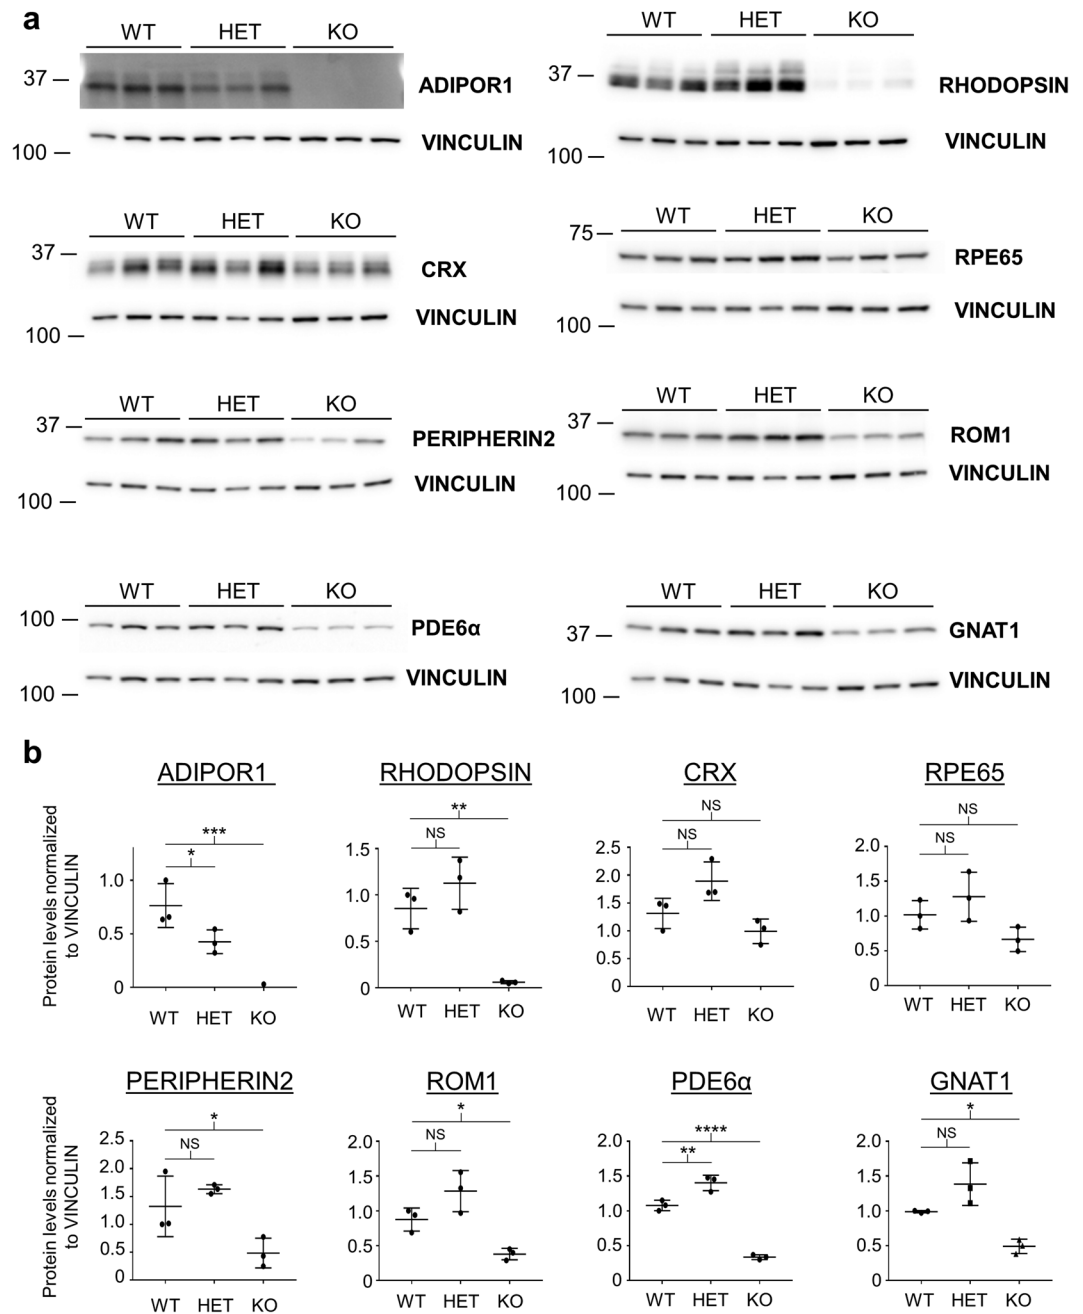 a
WT HET KO
37
ADIPOR1
VINCULIN
100
WT HET KO
37
RHODOPSIN
VINCULIN
100
WT HET KO
37
CRX
VINCULIN
100
WT HET KO
75
RPE65
VINCULIN
100
WT HET KO
37
PERIPHERIN2
VINCULIN
100
WT HET KO
37
ROM1
VINCULIN
100
WT HET KO
100
PDE6α
VINCULIN
100
WT HET KO
37
GNAT1
VINCULIN
100
b
Protein levels normalized
to VINCULIN
ADIPOR1
***
*
1.0
0.5
0
WT HET KO
RHODOPSIN
**
NS
1.5
1.0
0.5
0
WT HET KO
CRX
NS
NS
2.5
2.0
1.5
1.0
0.5
0
WT HET KO
RPE65
NS
NS
2.0
1.5
1.0
0.5
0
WT HET KO
Protein levels normalized
to VINCULIN
PERIPHERIN2
*
NS
2.5
2.0
1.5
1.0
0.5
0
WT HET KO
ROM1
*
NS
2.0
1.5
1.0
0.5
0
WT HET KO
PDE6α
****
**
2.0
1.5
1.0
0.5
0
WT HET KO
GNAT1
*
NS
2.0
1.5
1.0
0.5
0
WT HET KO